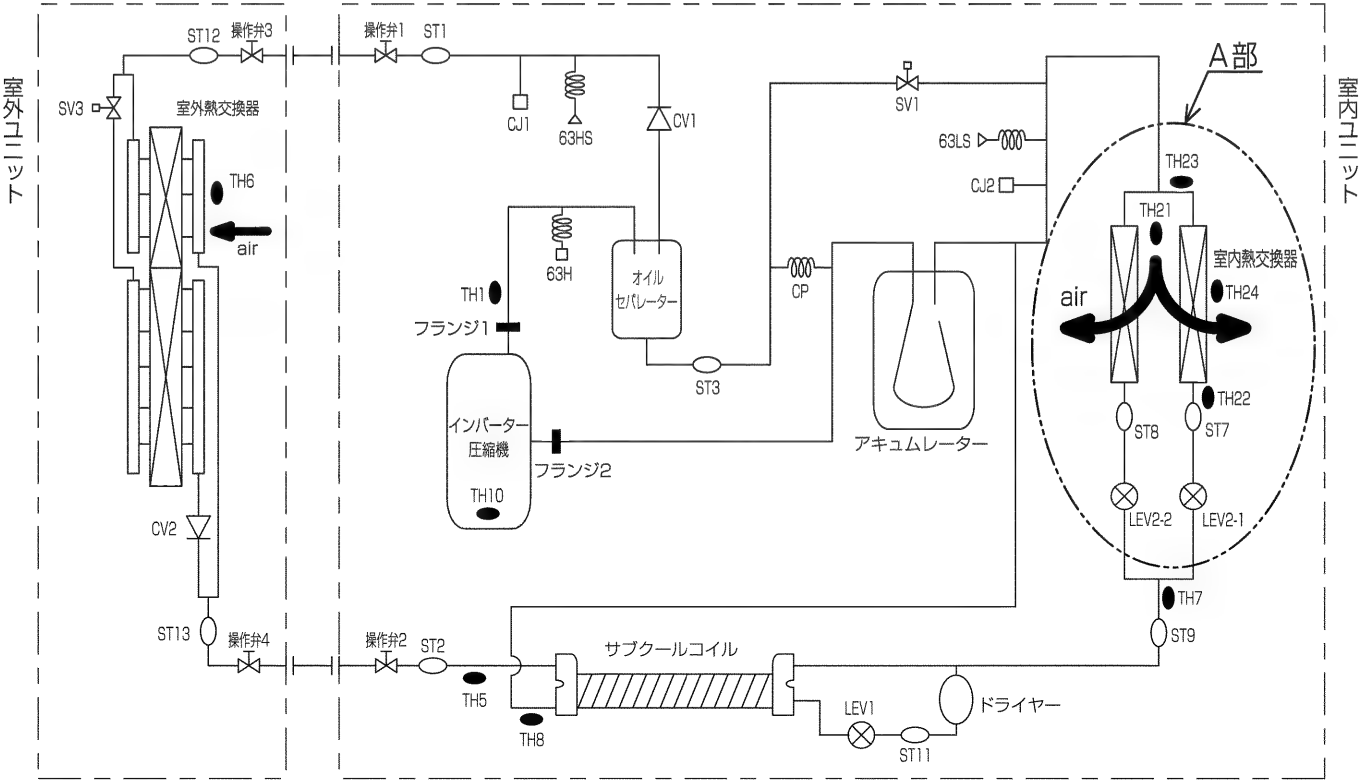 室外ユニット
室内ユニット
A部
操作弁3
ST12
操作弁1
ST1
SV3
室外熱交換器
TH6
air
CJ1
63HS
CV1
SV1
63LS
CJ2
TH23
TH21
室内熱交換器
TH24
air
63H
オイル
セパレーター
CP
TH1
フランジ1
ST3
インバーター
圧縮機
TH10
フランジ2
アキュムレーター
TH22
ST8
ST7
LEV2-2
LEV2-1
CV2
TH7
ST9
ST13
操作弁4
操作弁2
ST2
TH5
サブクールコイル
TH8
LEV1
ST11
ドライヤー